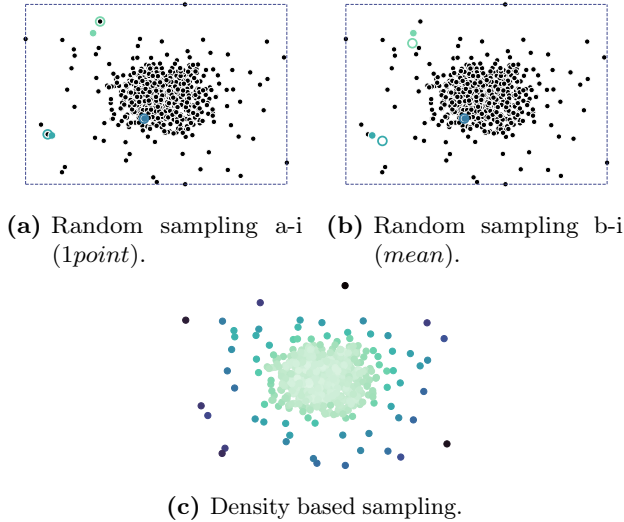 (a) Random sampling a-i
(1point).
(b) Random sampling b-i
(mean).
(c) Density based sampling.